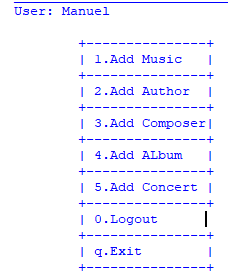 User: Manuel
+---------------+
| 1.Add Music   |
+---------------+
| 2.Add Author  |
+---------------+
| 3.Add Composer|
+---------------+
| 4.Add ALbum   |
+---------------+
| 5.Add Concert |
+---------------+
| 0.Logout      |
+---------------+
| q.Exit        |
+---------------+